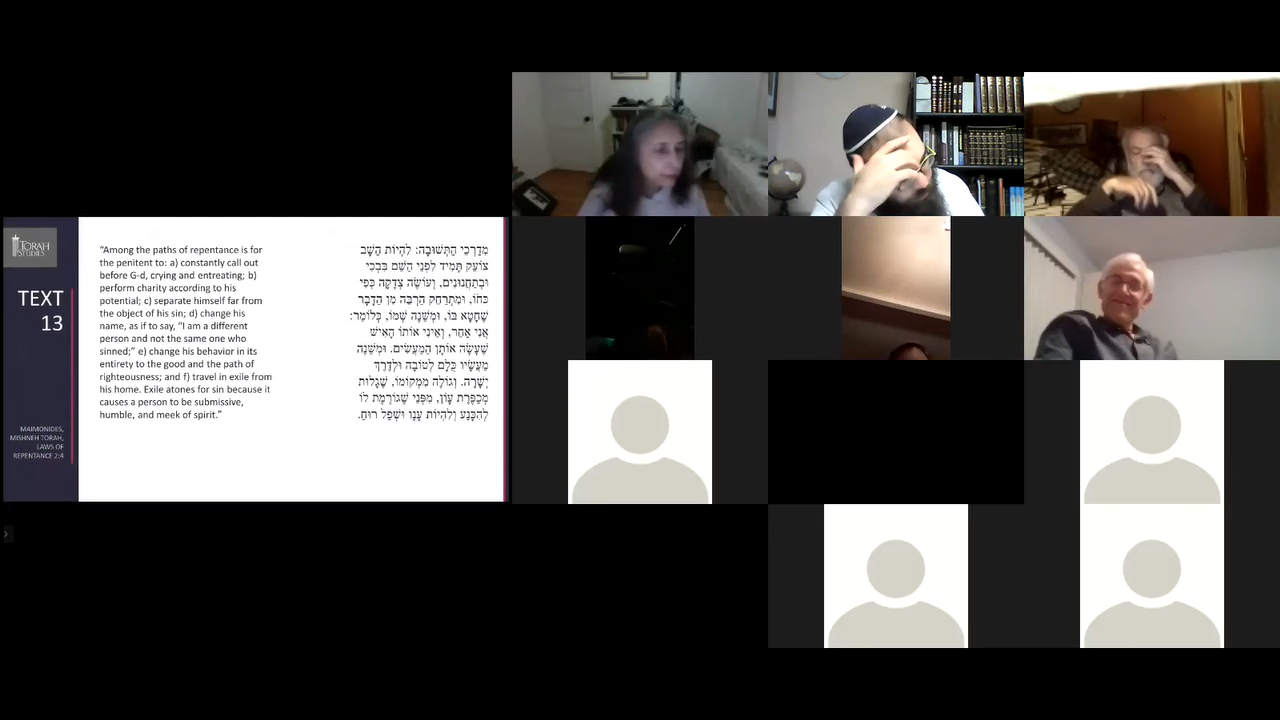 TORAH
STUDIES
TEXT
13
MAIMONIDES,
MISHNEH TORAH,
LAWS OF
REPENTANCE 2:4
“Among the paths of repentance is for
the penitent to: a) constantly call out
before G-d, crying and entreating; b)
perform charity according to his
potential; c) separate himself far from
the object of his sin; d) change his
name, as if to say, “I am a different
person and not the same one who
sinned;” e) change his behavior in its
entirety to the good and the path of
righteousness; and f) travel in exile from
his home. Exile atones for sin because it
causes a person to be submissive,
humble, and meek of spirit.”
מִדַּרְכֵי הַתְּשׁוּבָה: לִהְיוֹת הַשָּׁב
צוֹעֵק תָּמִיד לִפְנֵי הַשֵּׁם בִּבְכִי
וּבְתַחֲנוּנִים, וְעוֹשֶׂה צְדָקָה כְּפִי
כֹּחוֹ, וּמִתְרַחֵק הַרְבֵּה מִן הַדָּבָר
שֶׁחָטָא בּוֹ, וּמְשַׁנֶּה שְׁמוֹ, כְּלוֹמַר:
אֲנִי אַחֵר, וְאֵינִי אוֹתוֹ הָאִישׁ
שֶׁעָשָׂה אוֹתָן הַמַּעֲשִׂים. וּמְשַׁנֶּה
מַעֲשָׂיו כֻּלָּם לְטוֹבָה וּלְדֶרֶךְ
יְשָׁרָה. וְגוֹלֶה מִמְּקוֹמוֹ, שֶׁגָּלוּת
מְכַפֶּרֶת עָוֹן, מִפְּנֵי שֶׁגּוֹרֶמֶת לוֹ
לְהִכָּנַע וְלִהְיוֹת עָנָו וּשְׁפַל רוּחַ.